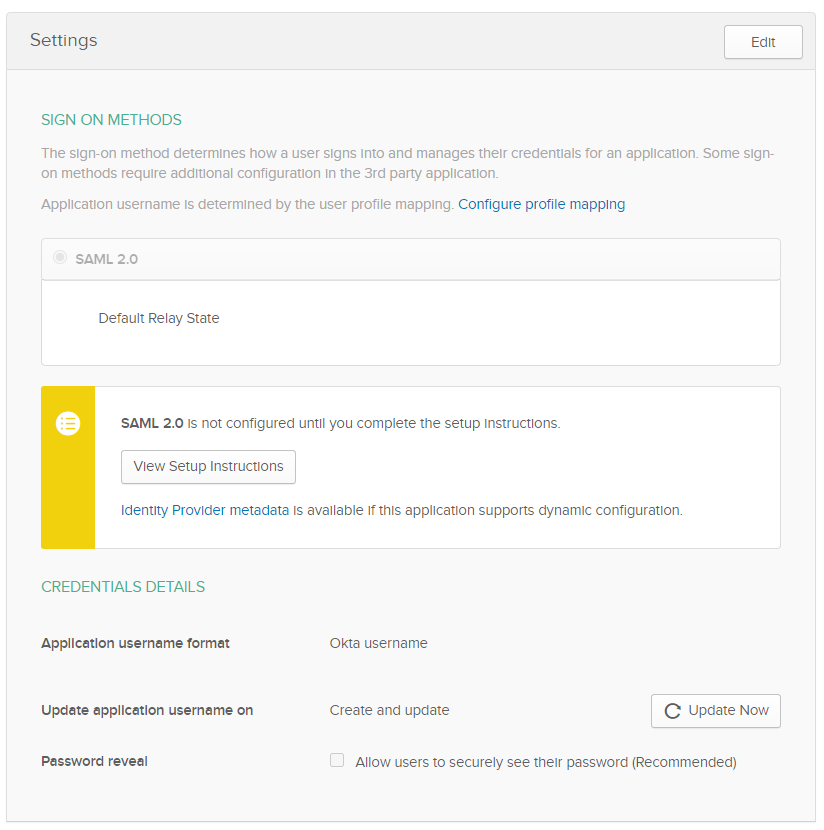 Settings
Edit
SIGN ON METHODS
The sign-on method determines how a user signs into and manages their credentials for an application. Some sign-
on methods require additional configuration in the 3rd party application.
Application username is determined by the user profile mapping. Configure profile mapping
SAML 2.0
Default Relay State
SAML 2.0 is not configured until you complete the setup instructions.
View Setup Instructions
Identity Provider metadata is available if this application supports dynamic configuration.
CREDENTIALS DETAILS
Application username format Okta username
Update application username on Create and update Update Now
Password reveal Allow users to securely see their password (Recommended)